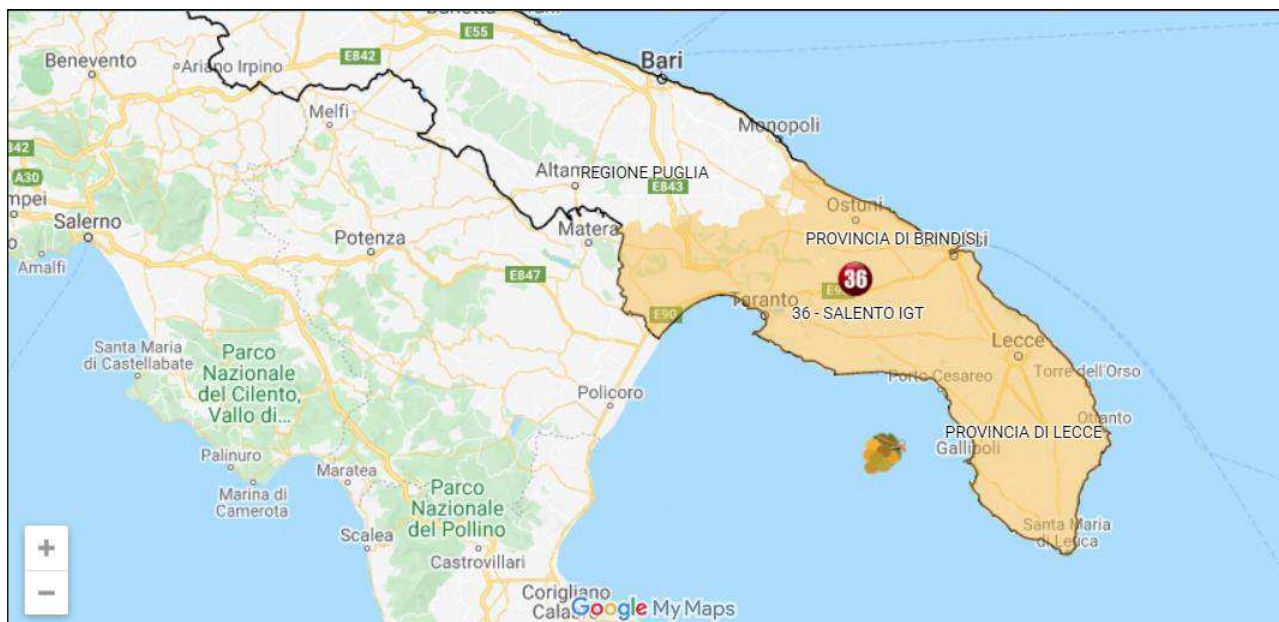 E55
E842
Bari
Benevento
Ariano Irpino
Melfi
Monopoli
842
A30
REGIONE PUGLIA
E843
Ostuni
Salerno
Matera
Potenza
PROVINCIA DI BRINDISI
Amalfi
E847
36
Taranto
E90
36 - SALENTO IGT
Lecce
Santa Maria
di Castellabate
Parco
Nazionale
del Cilento,
Vallo di...
Porto Cesareo
Torre dell'Orso
Policoro
Otranto
PROVINCIA DI LECCE
Gallipoli
Palinuro
Maratea
Marina di
Camerota
Parco
Nazionale
del Pollino
Santa Maria
di Leuca
Scalea
+
Castrovillari
−
Corigliano
Google My Maps